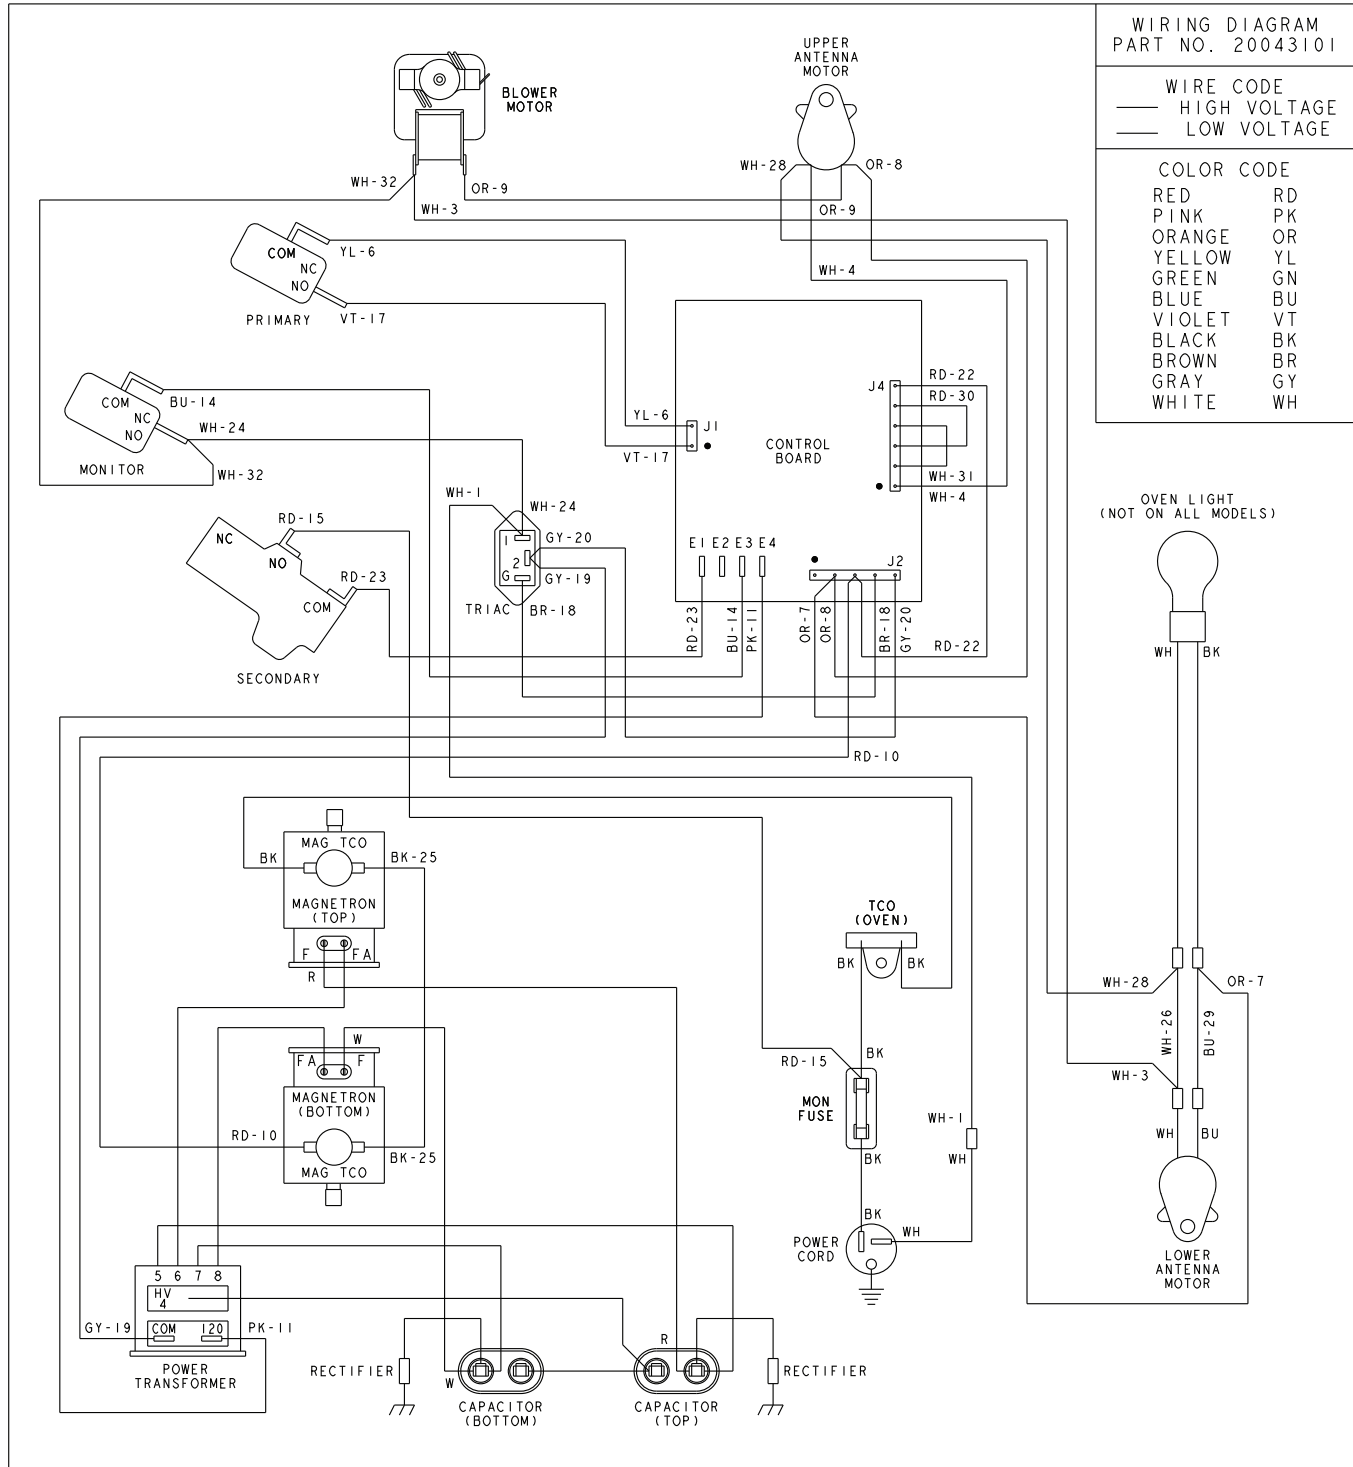 WIRING DIAGRAM
PART NO. 20043101
WIRE CODE
HIGH VOLTAGE
LOW VOLTAGE
COLOR CODE
RED RD
PINK PK
ORANGE OR
YELLOW YL
GREEN GN
BLUE BU
VIOLET VT
BLACK BK
BROWN BR
GRAY GY
WHITE WH
BLOWER
MOTOR
UPPER
ANTENNA
MOTOR
WH-32
OR-9
WH-3
WH-28
OR-8
OR-9
WH-4
COM
NC
NO
YL-6
VT-17
PRIMARY
COM
NC
NO
BU-14
WH-24
WH-32
MONITOR
YL-6
J1
VT-17
CONTROL
BOARD
J4
RD-22
RD-30
WH-31
WH-4
NC
NO
COM
RD-15
RD-23
SECONDARY
WH-1
WH-24
1
2
G
GY-20
GY-19
TRIAC
BR-18
E1 E2 E3 E4
J2
RD-23
BU-14
PK-11
OR-7
OR-8
BR-18
GY-20
RD-22
RD-10
OVEN LIGHT
(NOT ON ALL MODELS)
WH
BK
MAG TCO
BK
BK-25
MAGNETRON
(TOP)
F
FA
R
TCO
(OVEN)
BK
BK
WH-28
OR-7
WH-26
BU-29
WH-3
W
FA
F
MAGNETRON
(BOTTOM)
RD-10
BK-25
MAG TCO
RD-15
BK
MON
FUSE
BK
WH-1
WH
WH
BU
BK
POWER
CORD
WH
LOWER
ANTENNA
MOTOR
5 6 7 8
HV
4
GY-19
COM
120
PK-11
POWER
TRANSFORMER
RECTIFIER
W
CAPACITOR
(BOTTOM)
R
CAPACITOR
(TOP)
RECTIFIER